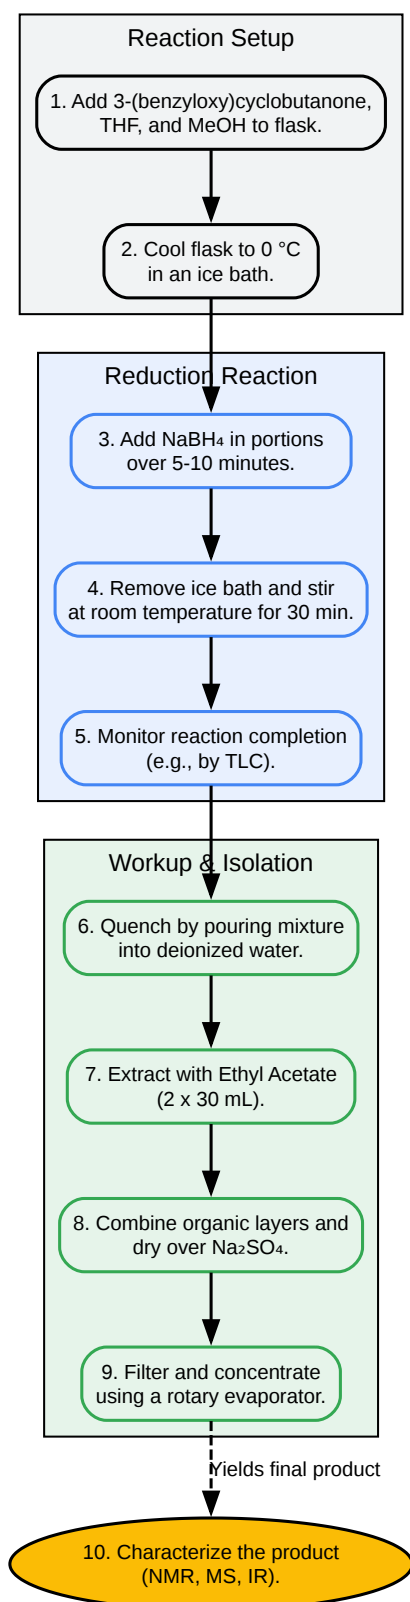 Reaction Setup
1. Add 3-(benzyloxy)cyclobutanone,
THF, and MeOH to flask.
2. Cool flask to 0 °C
in an ice bath.
Reduction Reaction
3. Add NaBH₄ in portions
over 5-10 minutes.
4. Remove ice bath and stir
at room temperature for 30 min.
5. Monitor reaction completion
(e.g., by TLC).
Workup & Isolation
6. Quench by pouring mixture
into deionized water.
7. Extract with Ethyl Acetate
(2 x 30 mL).
8. Combine organic layers and
dry over Na₂SO₄.
9. Filter and concentrate
using a rotary evaporator.
Yields final product
10. Characterize the product
(NMR, MS, IR).